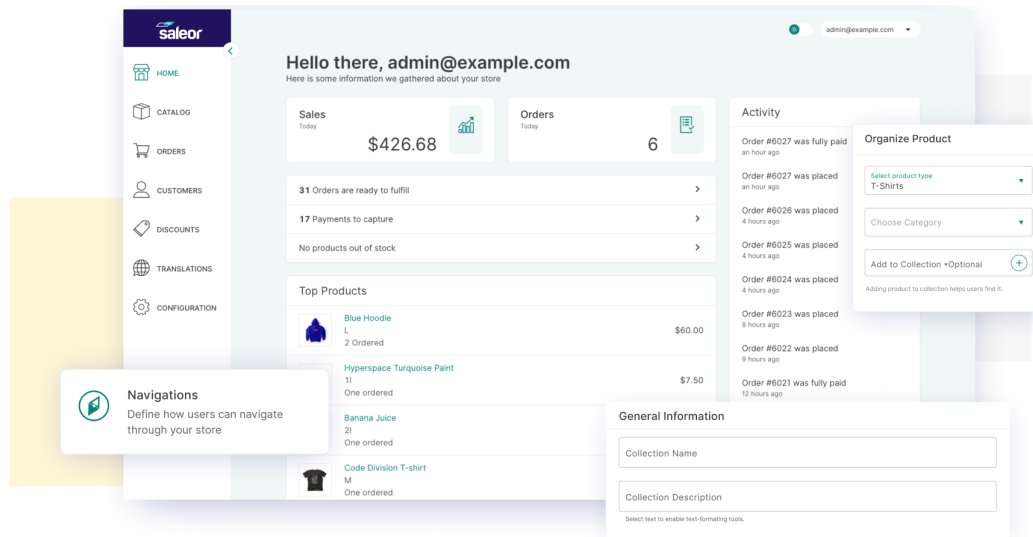 saleor
admin@example.com
HOME
CATALOG
ORDERS
CUSTOMERS
DISCOUNTS
TRANSLATIONS
CONFIGURATION
Hello there, admin@example.com
Here is some information we gathered about your store
Sales
Today
$426.68
Orders
Today
6
31 Orders are ready to fulfill
17 Payments to capture
No products out of stock
Top Products
Blue Hoodie
L
2 Ordered
$60.00
Hyperspace Turquoise Paint
1l
One ordered
$7.50
Banana Juice
2l
One ordered
Code Division T-shirt
M
One ordered
Activity
Order #6027 was fully paid
an hour ago
Order #6027 was placed
an hour ago
Order #6026 was placed
4 hours ago
Order #6025 was placed
4 hours ago
Order #6024 was placed
4 hours ago
Order #6023 was placed
8 hours ago
Order #6022 was placed
9 hours ago
Order #6021 was fully paid
12 hours ago
Organize Product
Select product type
T-Shirts
Choose Category
Add to Collection *Optional
Adding product to collection helps users find it.
Navigations
Define how users can navigate
through your store
General Information
Collection Name
Collection Description
Select text to enable text-formating tools.